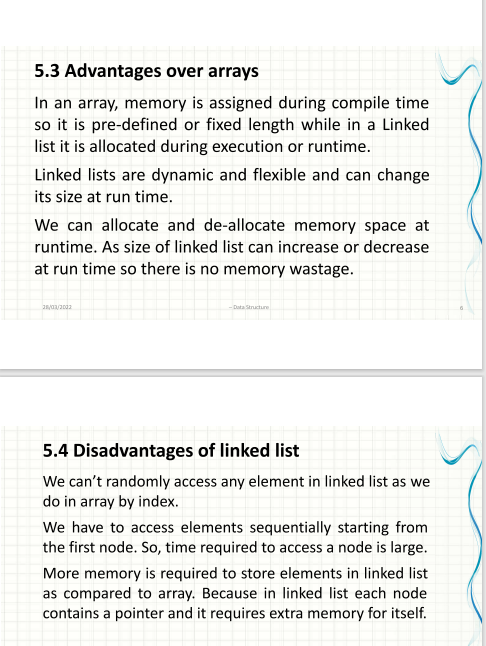 5.3 Advantages over arrays
In an array, memory is assigned during compile time
so it is pre-defined or fixed length while in a Linked
list it is allocated during execution or runtime.
Linked lists are dynamic and flexible and can change
its size at run time.
We can allocate and de-allocate memory space at
runtime. As size of linked list can increase or decrease
at run time so there is no memory wastage.
– Data Structure
5.4 Disadvantages of linked list
We can’t randomly access any element in linked list as we
do in array by index.
We have to access elements sequentially starting from
the first node. So, time required to access a node is large.
More memory is required to store elements in linked list
as compared to array. Because in linked list each node
contains a pointer and it requires extra memory for itself.